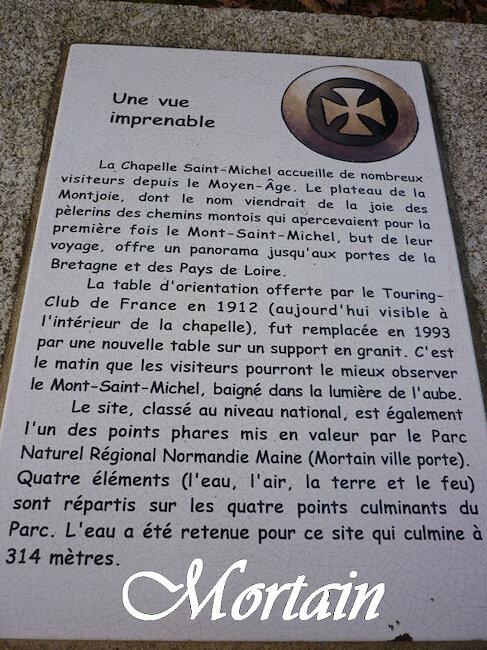 Une vue
imprenable
La Chapelle Saint-Michel accueille de nombreux
visiteurs depuis le Moyen-Âge. Le plateau de la
Montjoie, dont le nom viendrait de la joie des
pèlerins des chemins montois qui apercevaient pour la
première fois le Mont-Saint-Michel, but de leur
voyage, offre un panorama jusqu'aux portes de la
Bretagne et des Pays de Loire.
La table d'orientation offerte par le Touring-
Club de France en 1912 (aujourd'hui visible à
l'intérieur de la chapelle), fut remplacée en 1993
par une nouvelle table sur un support en granit. C'est
le matin que les visiteurs pourront le mieux observer
le Mont-Saint-Michel, baigné dans la lumière de l'aube.
Le site, classé au niveau national, est également
l'un des points phares mis en valeur par le Parc
Naturel Régional Normandie Maine (Mortain ville porte).
Quatre éléments (l'eau, l'air, la terre et le feu)
sont répartis sur les quatre points culminants du
Parc. L'eau a été retenue pour ce site qui culmine à
314 mètres.
Mortain